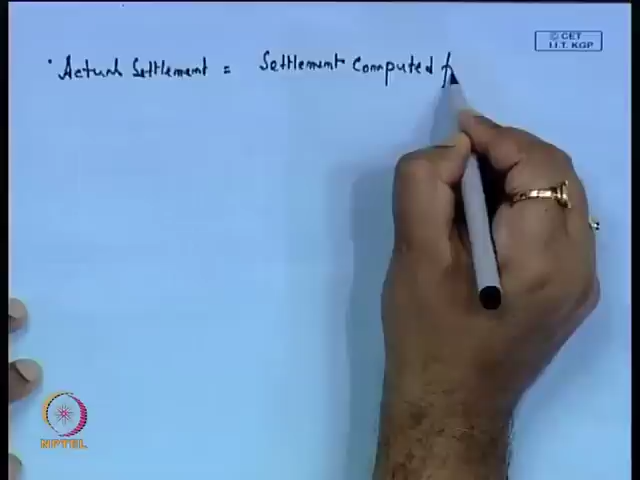 © CET
I.I.T. KGP
Actual Settlement = Settlement Computed f
NPTEL